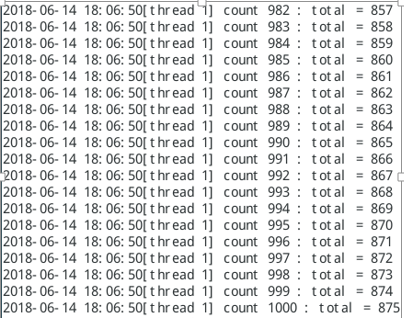 2018-06-14 18:06:50[thread 1] count 982 : total = 857
2018-06-14 18:06:50[thread 1] count 983 : total = 858
2018-06-14 18:06:50[thread 1] count 984 : total = 859
2018-06-14 18:06:50[thread 1] count 985 : total = 860
2018-06-14 18:06:50[thread 1] count 986 : total = 861
2018-06-14 18:06:50[thread 1] count 987 : total = 862
2018-06-14 18:06:50[thread 1] count 988 : total = 863
2018-06-14 18:06:50[thread 1] count 989 : total = 864
2018-06-14 18:06:50[thread 1] count 990 : total = 865
2018-06-14 18:06:50[thread 1] count 991 : total = 866
2018-06-14 18:06:50[thread 1] count 992 : total = 867
2018-06-14 18:06:50[thread 1] count 993 : total = 868
2018-06-14 18:06:50[thread 1] count 994 : total = 869
2018-06-14 18:06:50[thread 1] count 995 : total = 870
2018-06-14 18:06:50[thread 1] count 996 : total = 871
2018-06-14 18:06:50[thread 1] count 997 : total = 872
2018-06-14 18:06:50[thread 1] count 998 : total = 873
2018-06-14 18:06:50[thread 1] count 999 : total = 874
2018-06-14 18:06:50[thread 1] count 1000 : total = 875